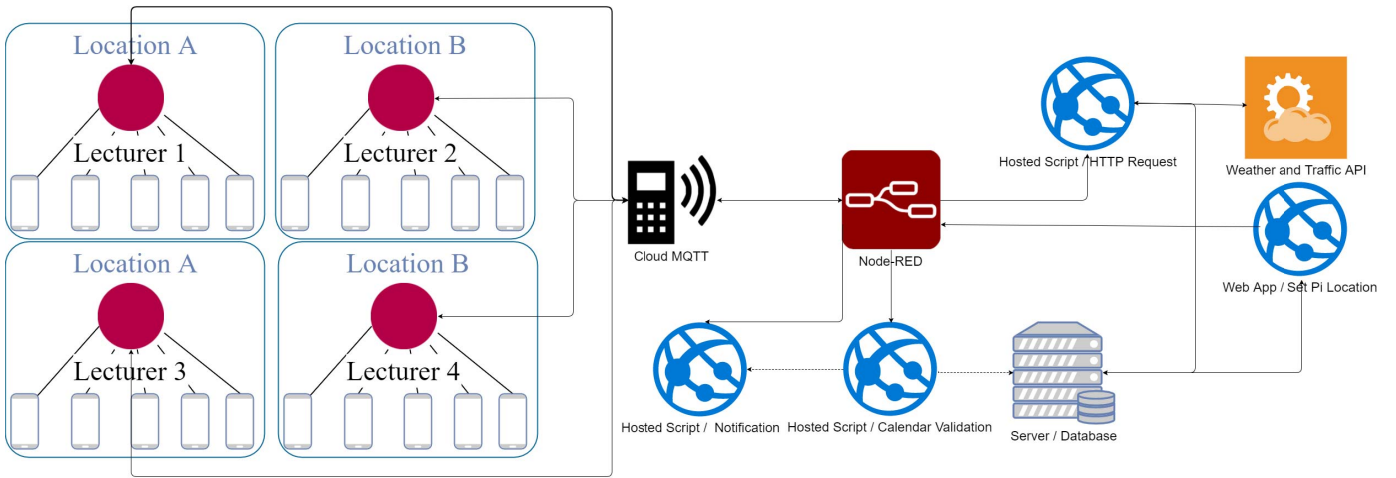 Location A
Location B
Lecturer 1
Lecturer 2
Location A
Location B
Lecturer 3
Lecturer 4
Cloud MQTT
Node-RED
Hosted Script / HTTP Request
Weather and Traffic API
Web App / Set Pi Location
Hosted Script /  Notification
Hosted Script / Calendar Validation
Server / Database